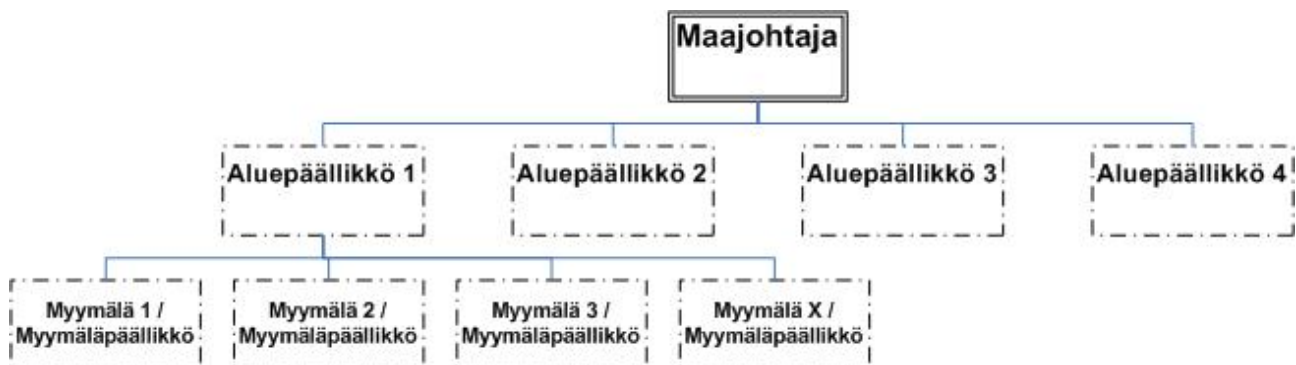 Maajohtaja
Aluepäällikkö 1
Aluepäällikkö 2
Aluepäällikkö 3
Aluepäällikkö 4
Myymälä 1 /
Myymäläpäällikkö
Myymälä 2 /
Myymäläpäällikkö
Myymälä 3 /
Myymäläpäällikkö
Myymälä X /
Myymäläpäällikkö